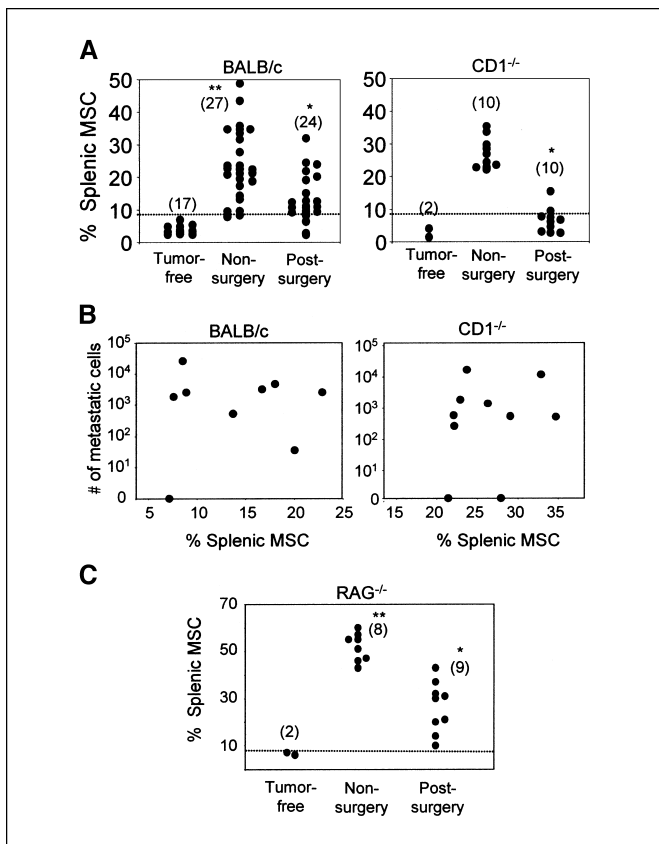 A
BALB/c
CD1-/-
% Splenic MSC
50
40
30
20
10
0
(17)
**
(27)
*
(24)
Tumor-
free
Non-
surgery
Post-
surgery
50
40
30
20
10
0
(2)
(10)
*
(10)
Tumor-
free
Non-
surgery
Post-
surgery
B
BALB/c
CD1-/-
# of metastatic cells
10^5
10^4
10^3
10^2
10^1
0
5 10 15 20 25
% Splenic MSC
10^5
10^4
10^3
10^2
10^1
0
15 20 25 30 35
% Splenic MSC
C
RAG-/-
% Splenic MSC
70
50
30
10
(2)
**
(8)
*
(9)
Tumor-
free
Non-
surgery
Post-
surgery